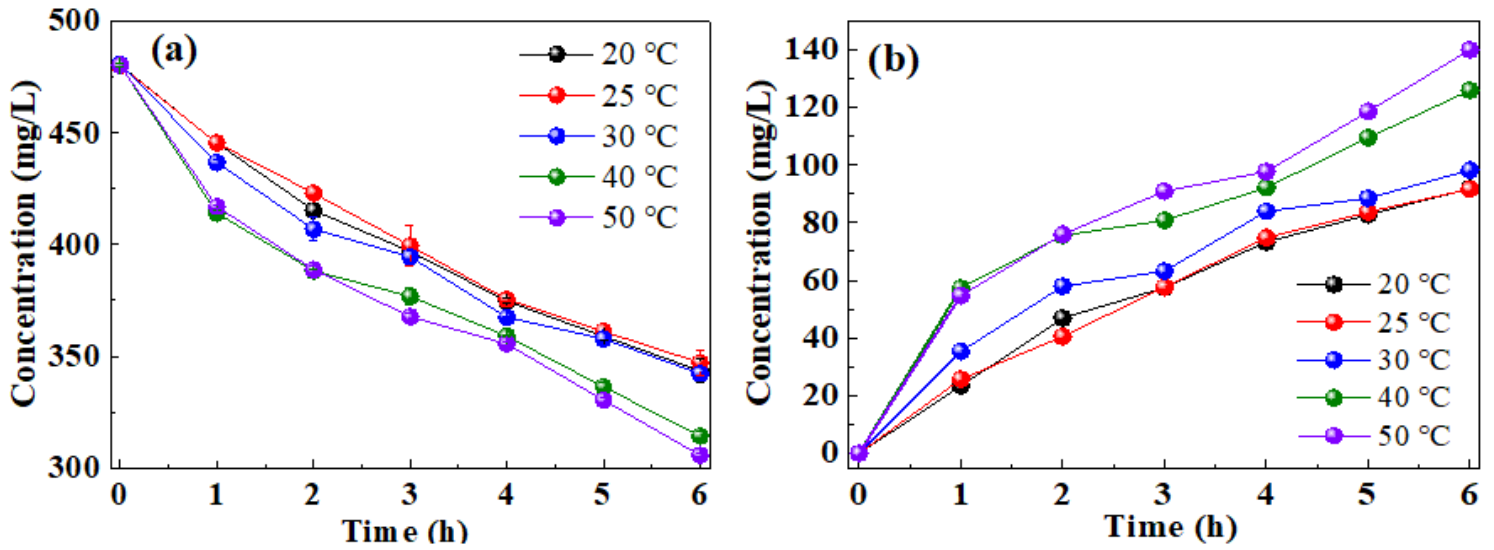 (a)
Concentration (mg/L)
500
450
400
350
300
0 1 2 3 4 5 6
Time (h)
20 °C
25 °C
30 °C
40 °C
50 °C
(b)
Concentration (mg/L)
140
120
100
80
60
40
20
0
0 1 2 3 4 5 6
Time (h)
20 °C
25 °C
30 °C
40 °C
50 °C